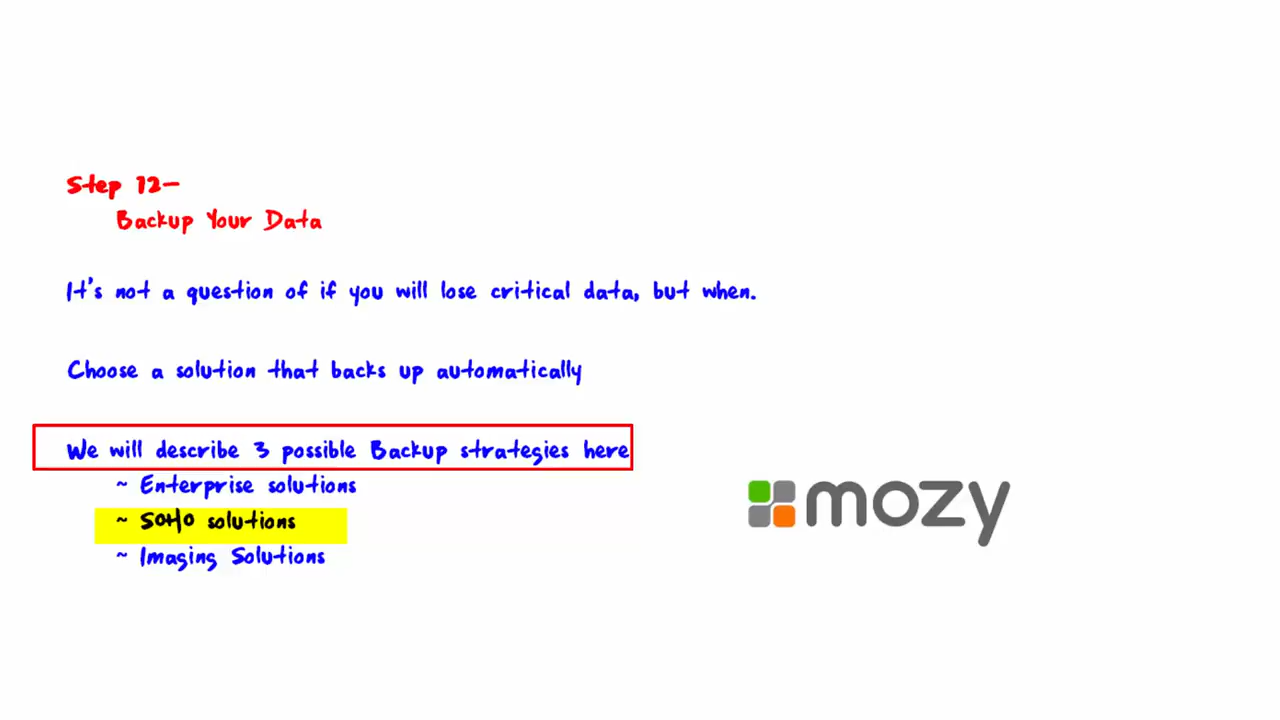 Step 12-
Backup Your Data
It's not a question of if you will lose critical data, but when.
Choose a solution that backs up automatically
We will describe 3 possible Backup strategies here
~ Enterprise solutions
~ SOHO solutions
~ Imaging Solutions
mozy